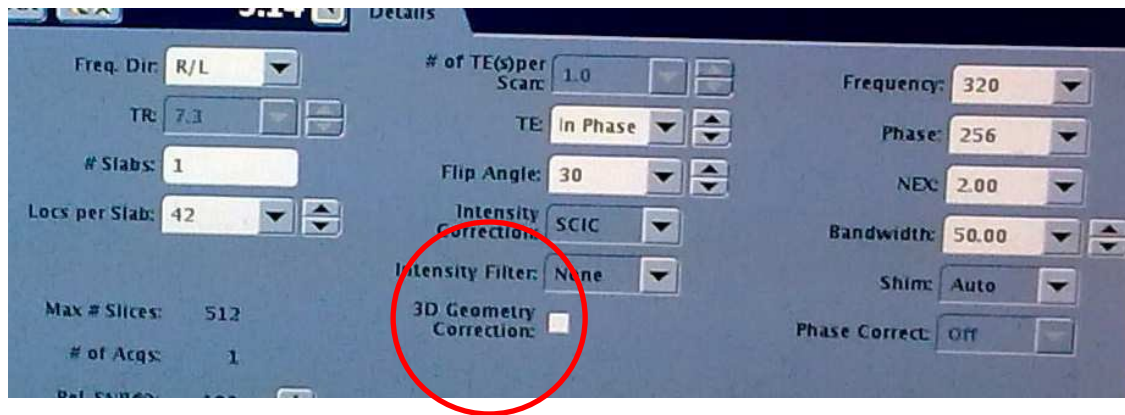 Details
Freq. Dir: R/L
# of TE(s)per
Scan: 1.0
Frequency: 320
TR: 7.3
TE: In Phase
Phase: 256
# Slabs: 1
Flip Angle: 30
NEX: 2.00
Locs per Slab: 42
Intensity
Correction: SCIC
Bandwidth: 50.00
Intensity Filter: None
Shim: Auto
Max # Slices: 512
3D Geometry
Correction:
Phase Correct: Off
# of Acqs: 1